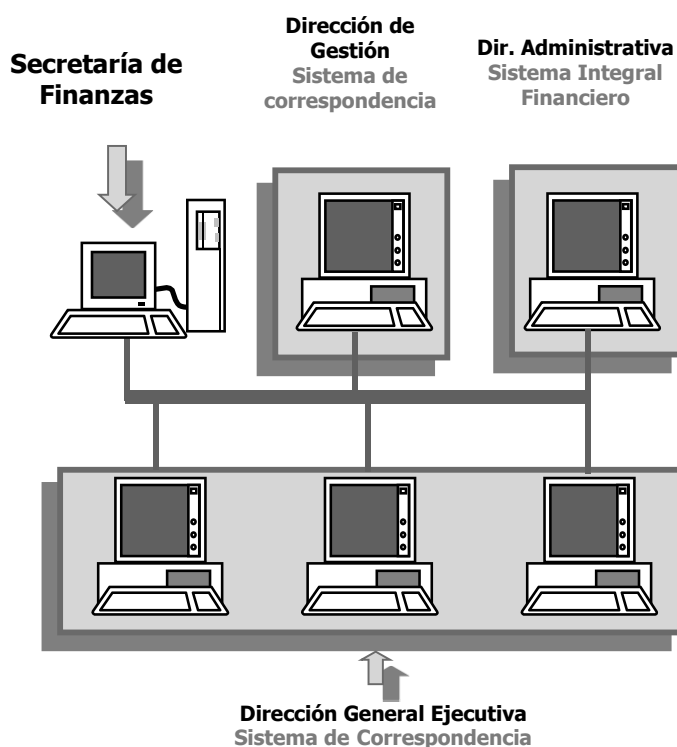 Secretaría de
Finanzas
Dirección de
Gestión
Sistema de
correspondencia
Dir. Administrativa
Sistema Integral
Financiero
Dirección General Ejecutiva
Sistema de Correspondencia